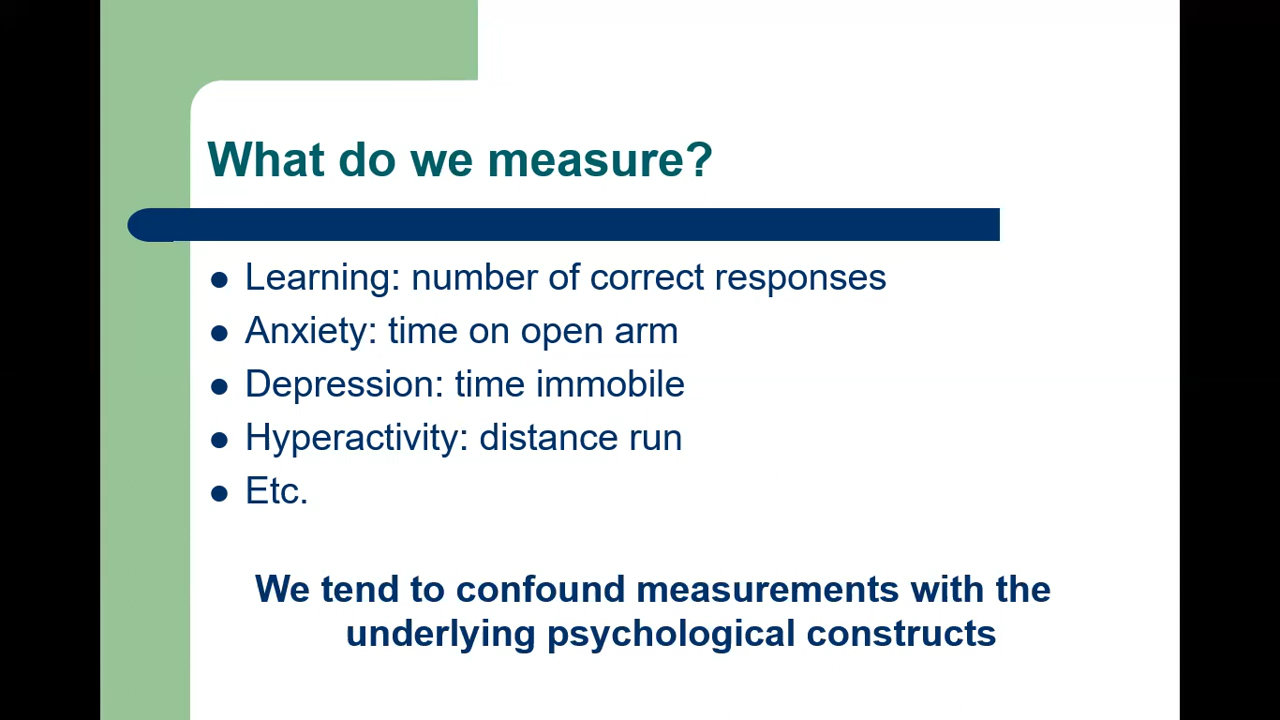 What do we measure?
Learning: number of correct responses
Anxiety: time on open arm
Depression: time immobile
Hyperactivity: distance run
Etc.
We tend to confound measurements with the
underlying psychological constructs